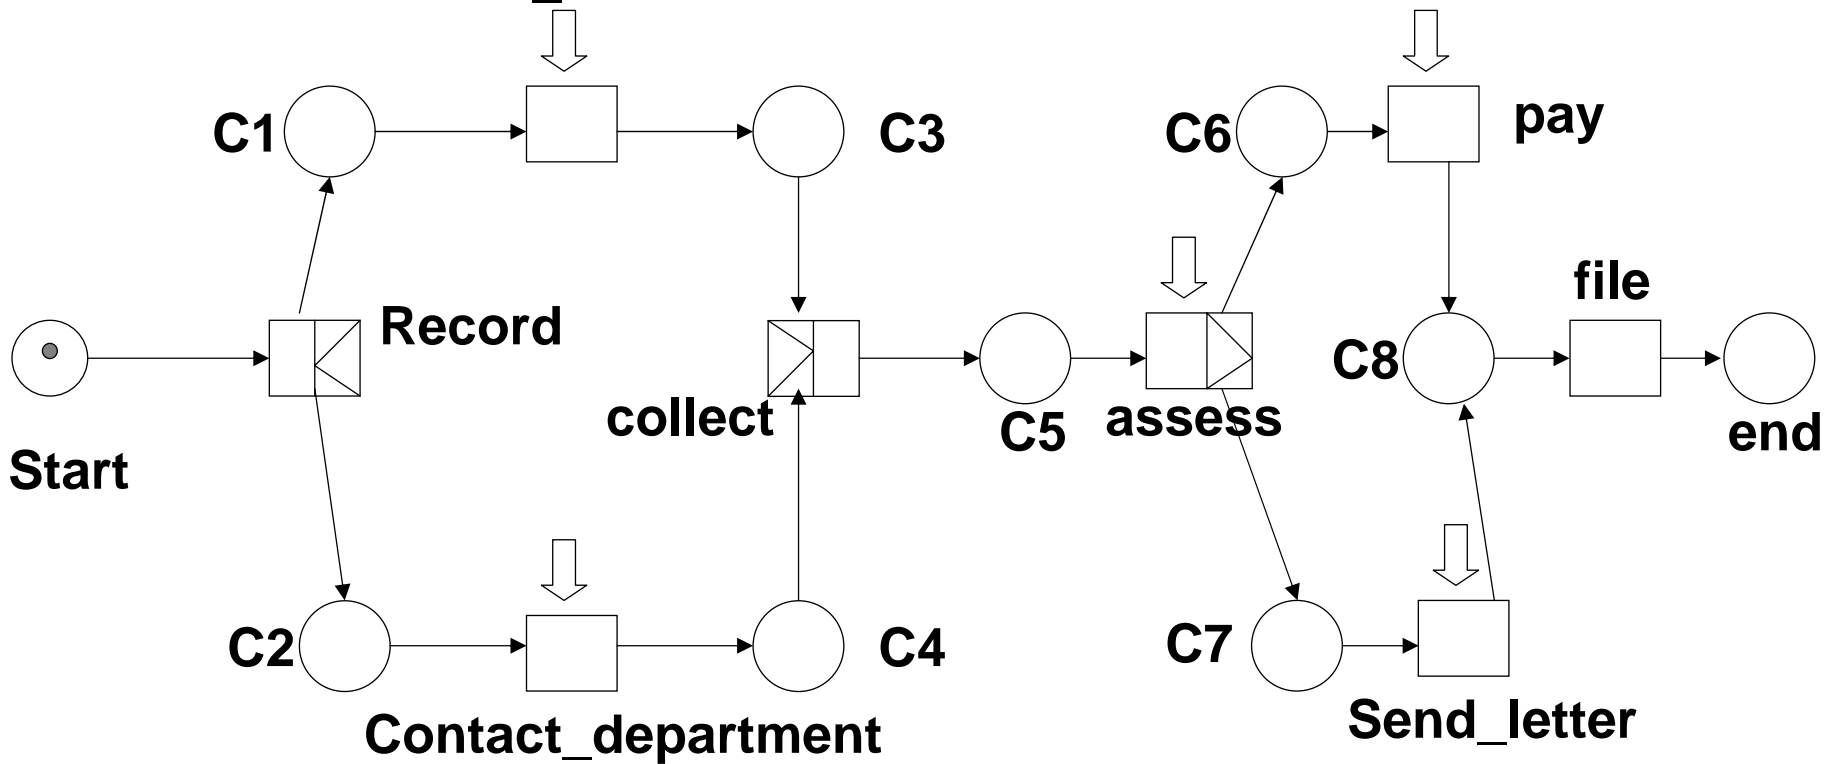 C1
C3
C6
pay
Record
file
C8
collect
C5
assess
end
Start
C2
C4
C7
Contact_department
Send_letter